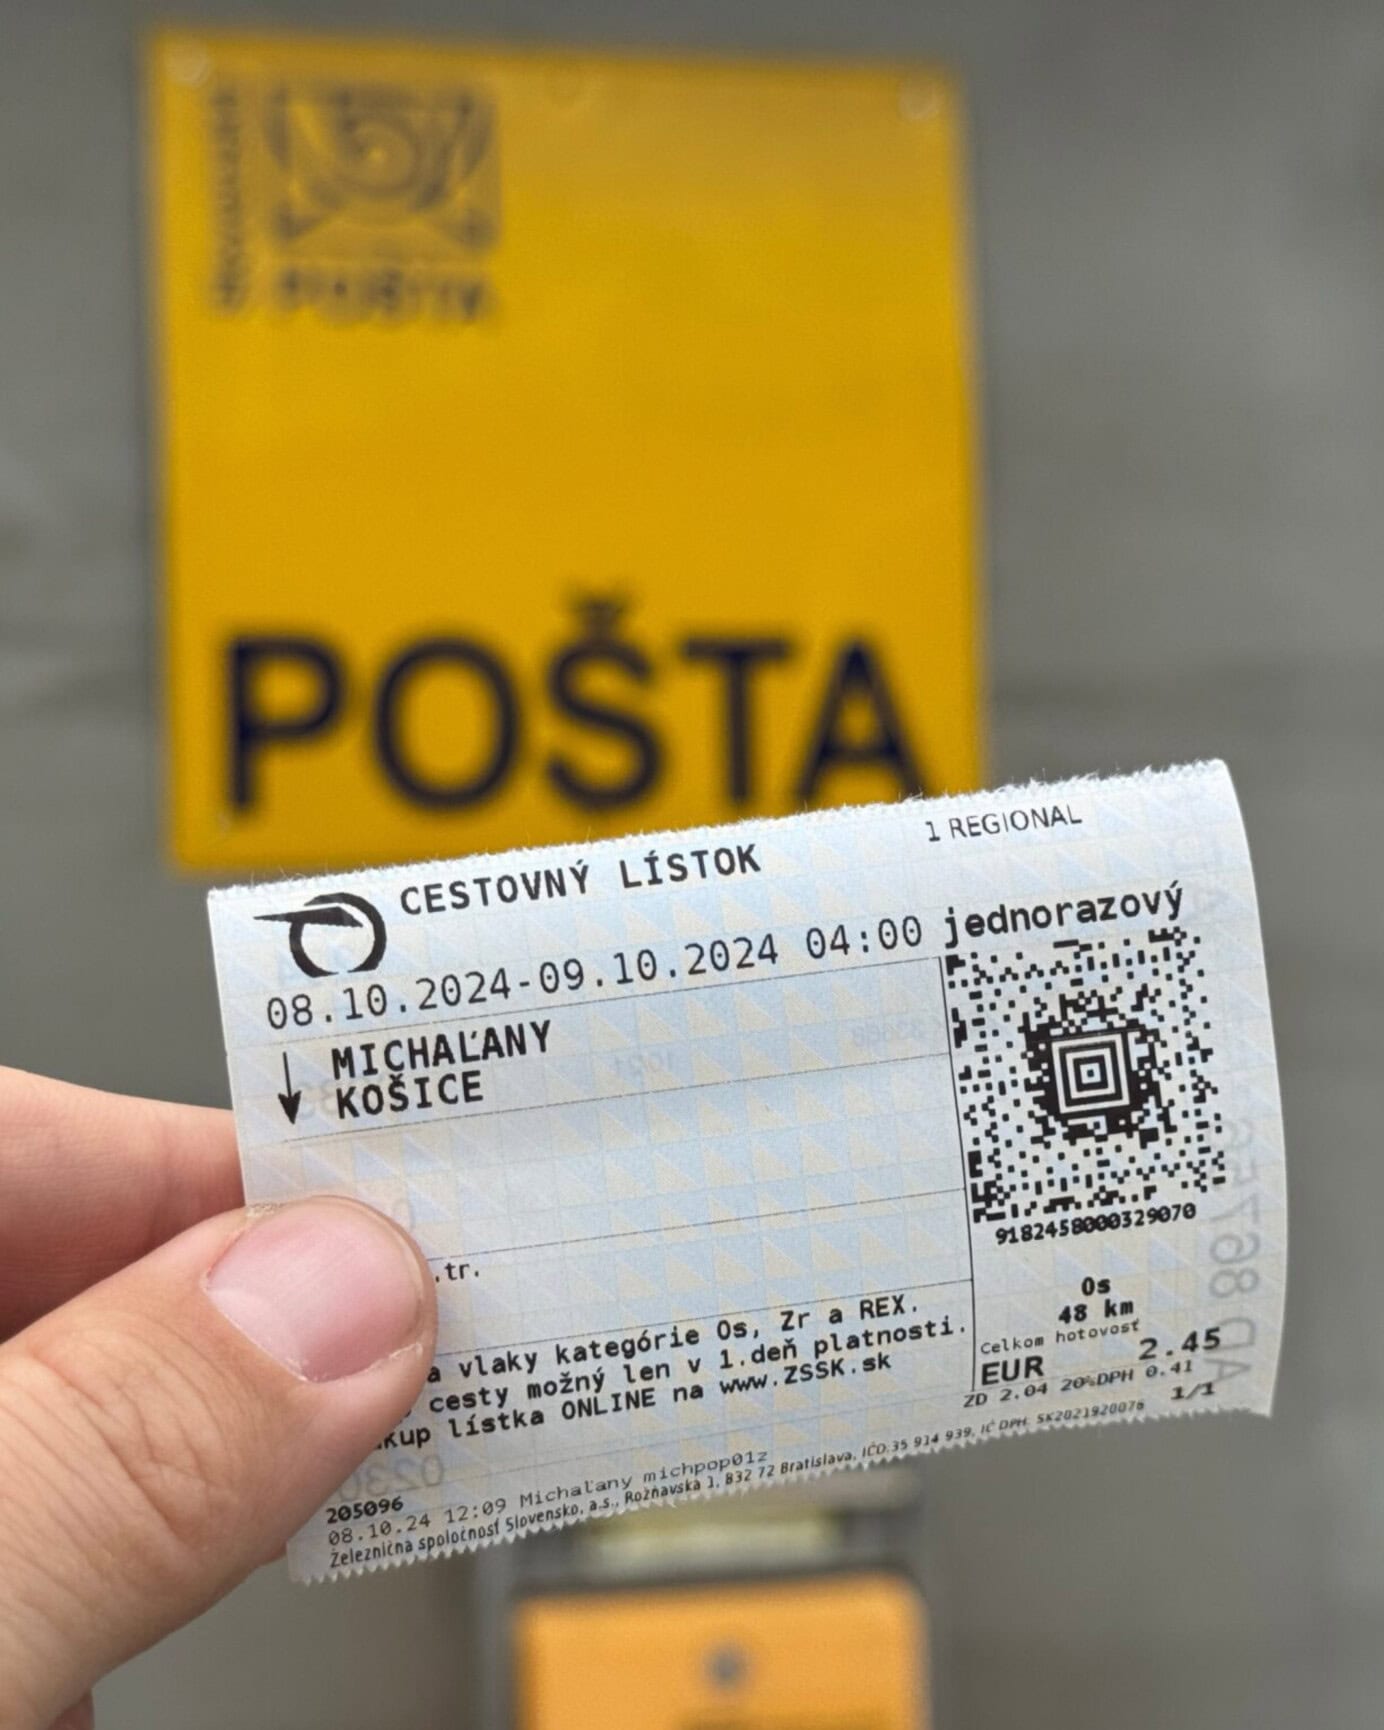 POŠTA
POŠTA
1 REGIONAL
CESTOVNÝ LÍSTOK
jednorazový
08.10.2024-09.10.2024 04:00
MICHAĽANY
KOŠICE
9182458000329070
.tr.
Os
48 km
a vlaky kategórie Os, Zr a REX.
cesty možný len v 1.deň platnosti.
kup lístka ONLINE na www.ZSSK.sk
Celkom hotovosť
EUR 2.45
ZD 2.04 20%DPH 0.41
1/1
205096
08.10.24 12:09 Michaľany michpop01z
Železničná spoločnosť Slovensko, a.s., Rožňavská 1, 832 72 Bratislava, IČO:35 914 939, IČ DPH: SK2021920076